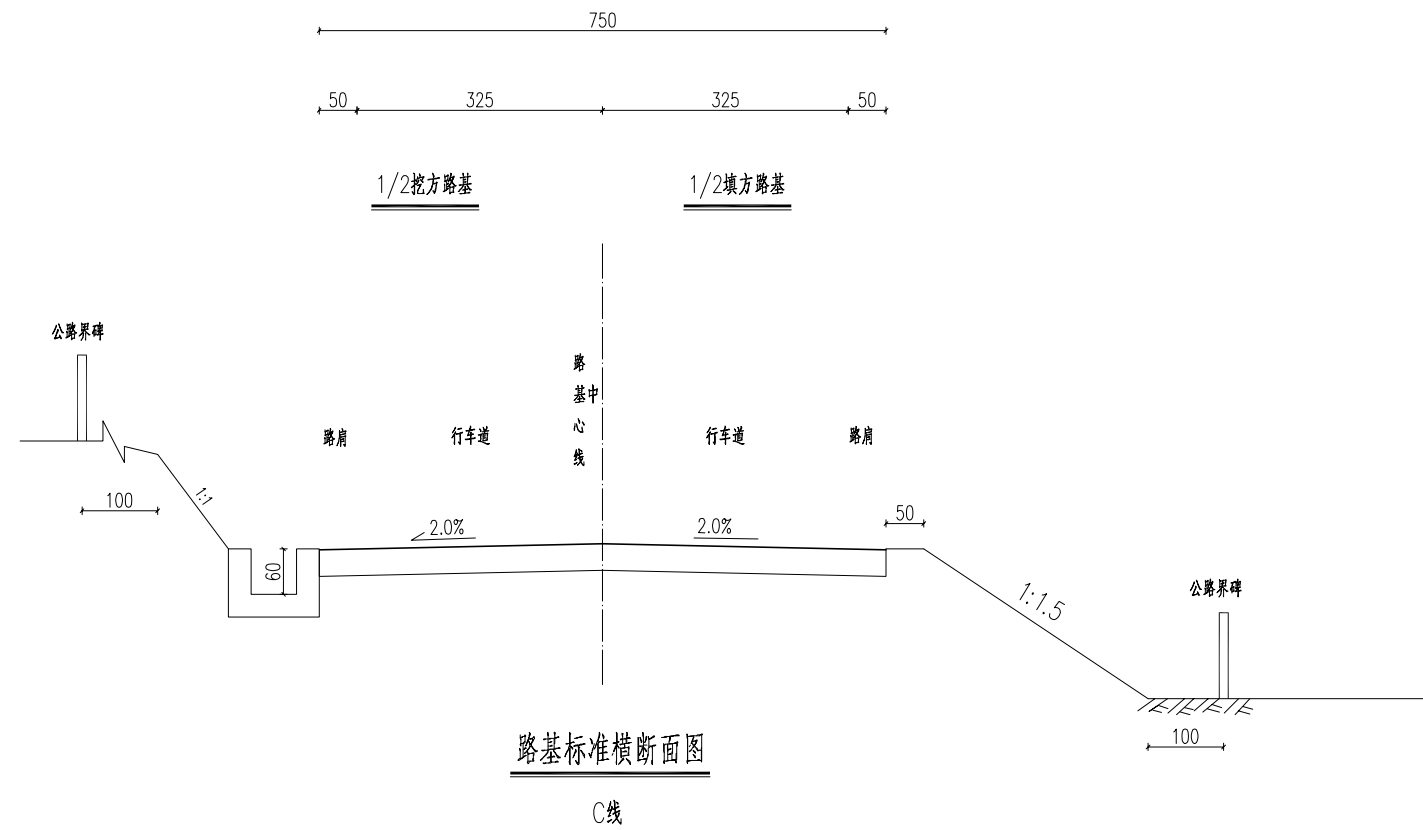 750
50
325
325
50
1/2挖方路基
1/2填方路基
公路界碑
路
基中
心
线
路肩
行车道
行车道
路肩
1:1
100
2.0%
2.0%
50
60
1:1.5
公路界碑
100
路基标准横断面图
C线